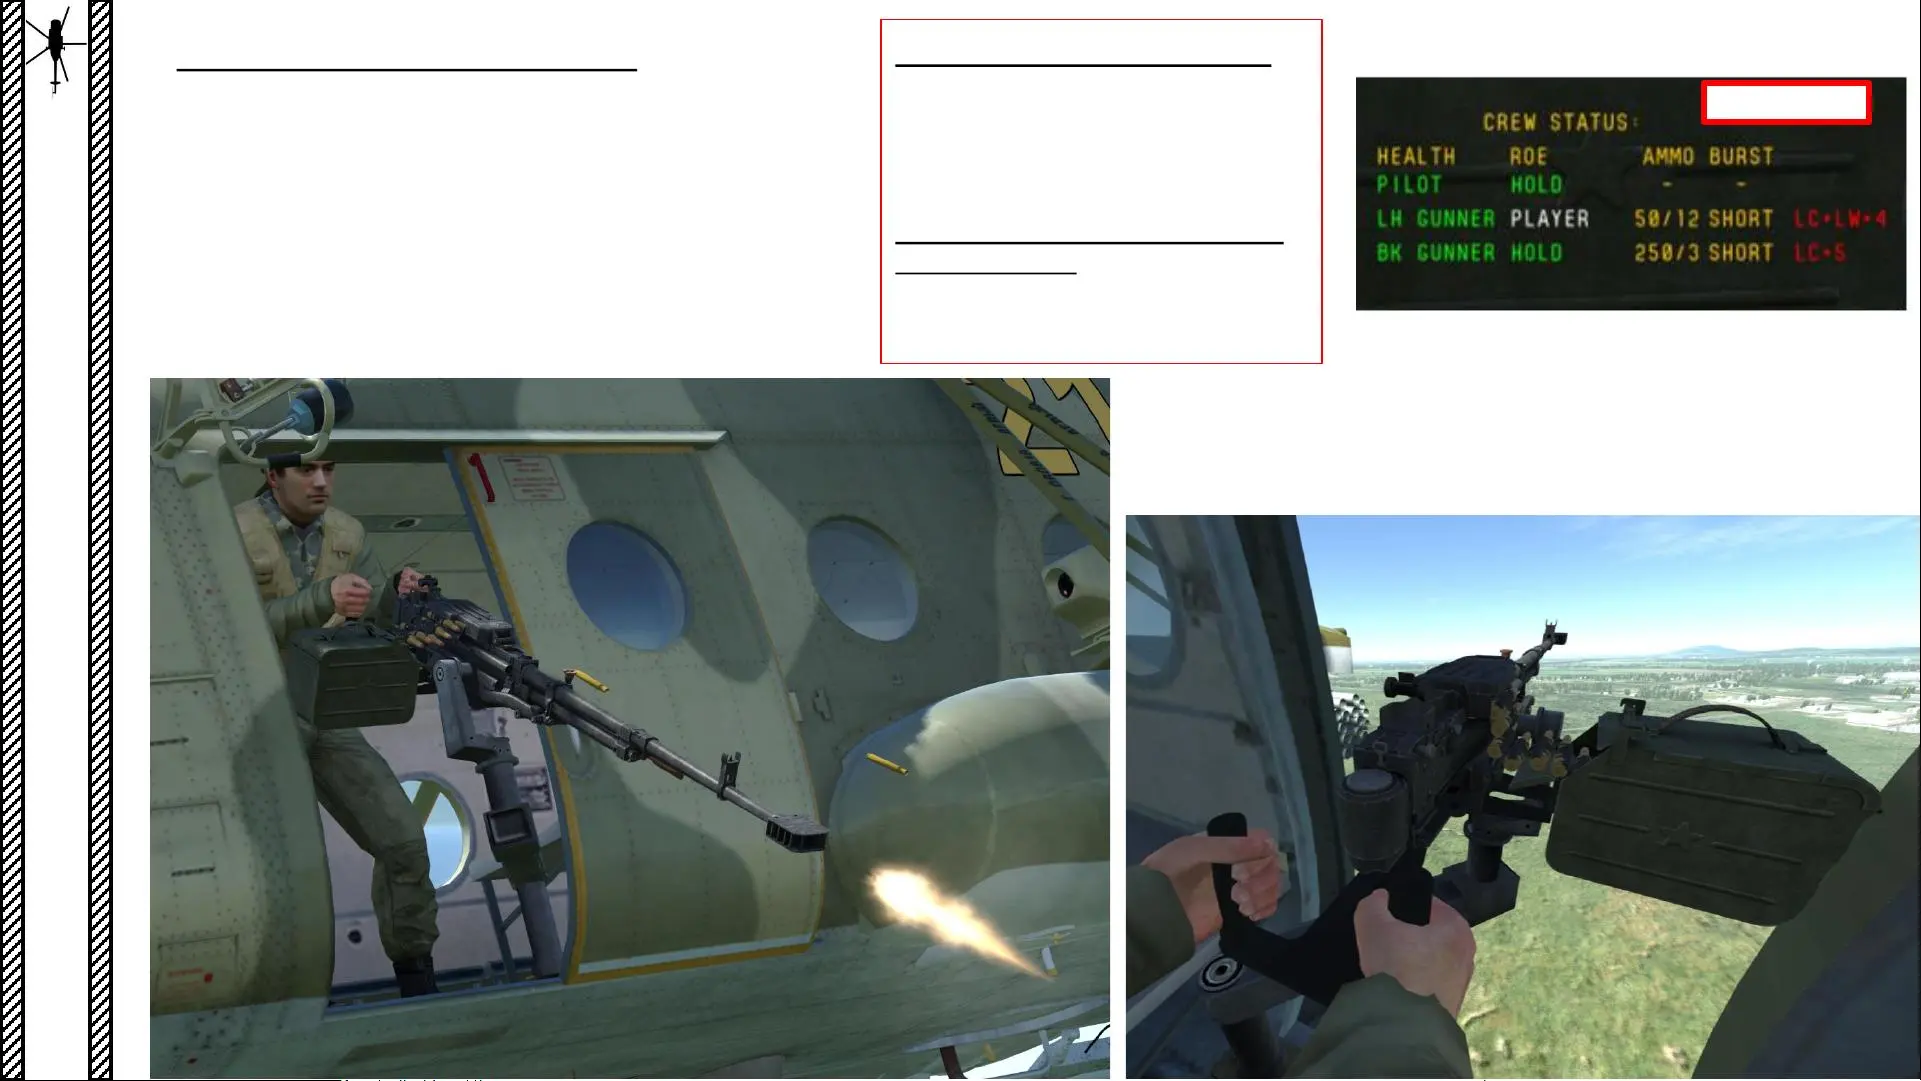 CREW STATUS:
HEALTH ROE AMMO BURST
PILOT HOLD - -
LH GUNNER PLAYER 50/12 SHORT LC+LW+4
BK GUNNER HOLD 250/3 SHORT LC+5
1